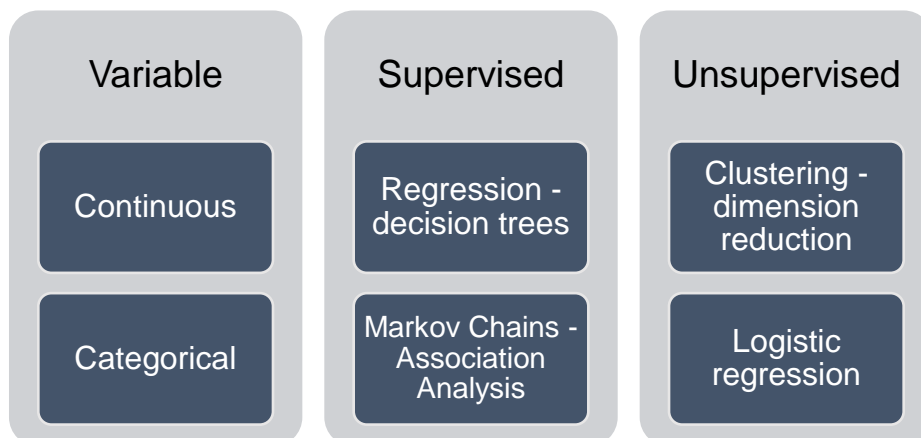 Variable
Continuous
Categorical
Supervised
Regression -
decision trees
Markov Chains -
Association
Analysis
Unsupervised
Clustering -
dimension
reduction
Logistic
regression